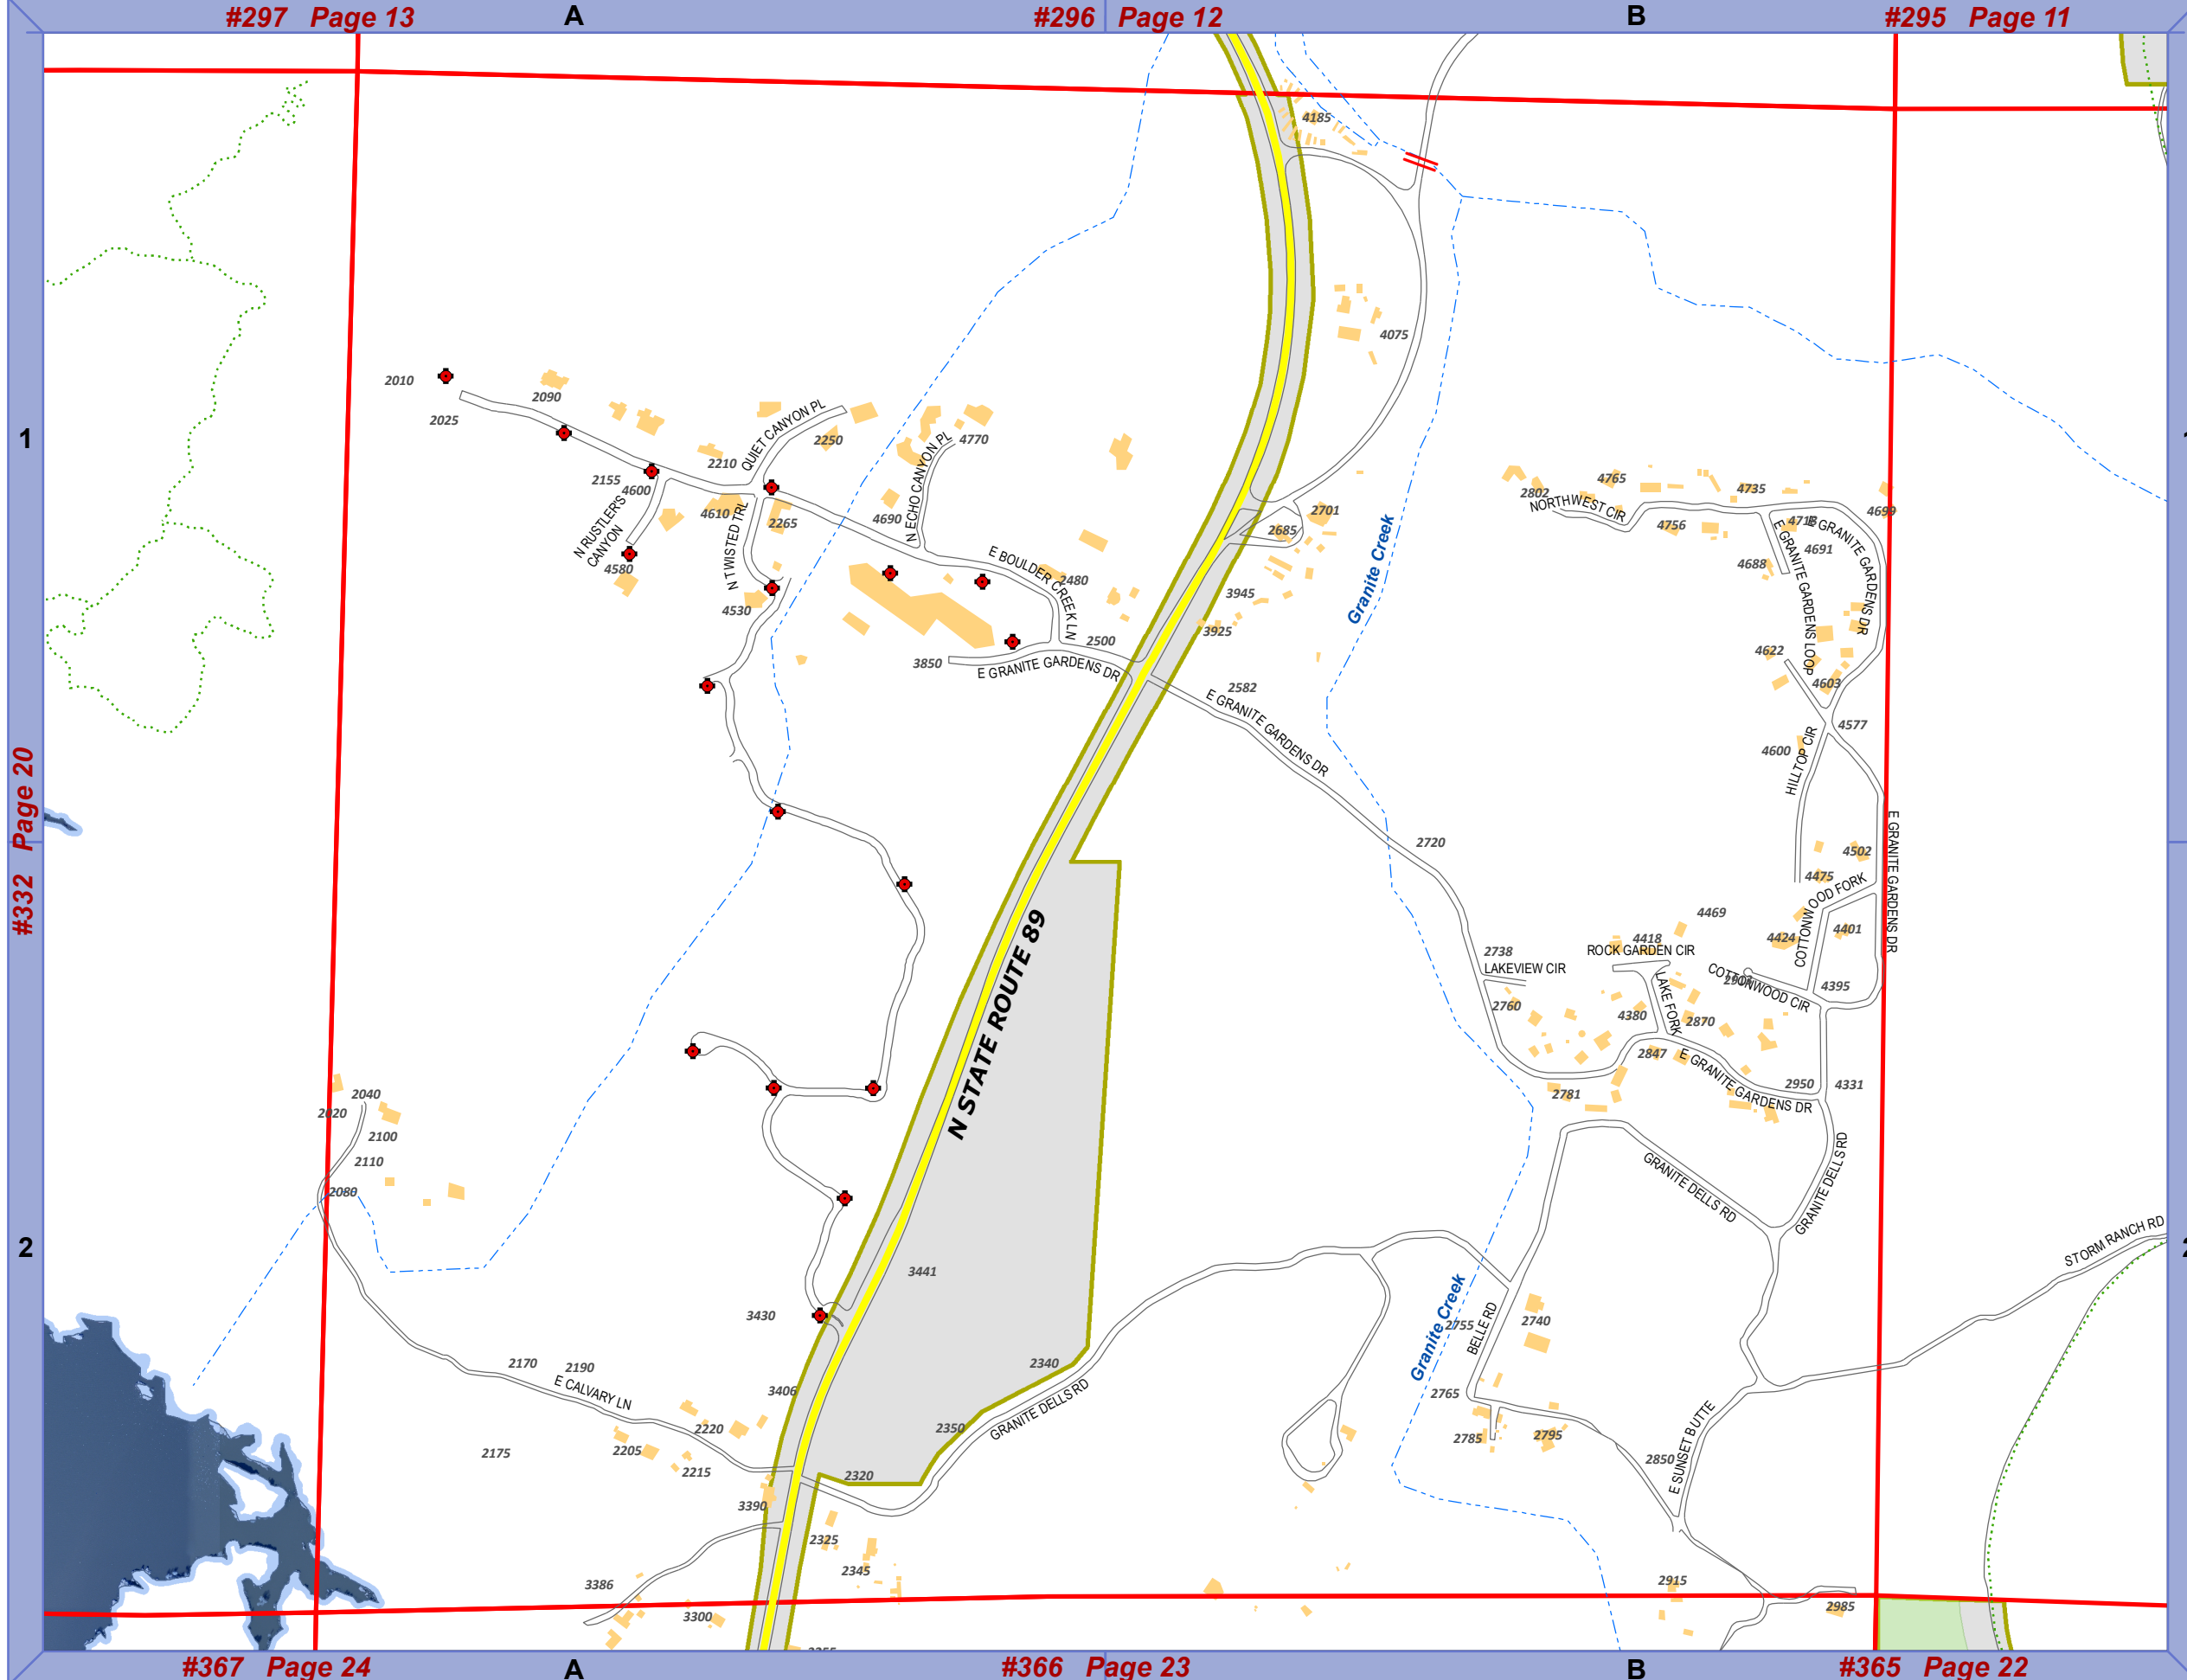 #297 Page 13
A
#296 Page 12
B
#295 Page 11
4185
4075
2010
2090
2025
QUIET CANYON PL
2250
4770
2210
2155
4600
N RUSTLER'S
CANYON
4580
4610
N TWISTED TRL
2265
4690
N ECHO CANYON PL
4530
E BOULDER CREEK LN
2480
2500
3850
E GRANITE GARDENS DR
2701
2685
3945
3925
Granite Creek
2802
NORTHWEST CIR
4765
4735
4756
4699
E GRANITE GARDENS DR
4691
4688
E GRANITE GARDENS LOOP
4622
4603
4577
4600
HILLTOP CIR
1
2582
E GRANITE GARDENS DR
2720
E GRANITE GARDENS DR
4502
4475
COTTONWOOD FORK
4469
4424
4401
4418
ROCK GARDEN CIR
2738
LAKEVIEW CIR
2760
LAKE FORK
COTTONWOOD CIR
4395
4380
2870
2847
E GRANITE GARDENS DR
2950
4331
2781
#332 Page 20
N STATE ROUTE 89
2040
2020
2100
2110
2080
GRANITE DELLS RD
GRANITE DELLS RD
STORM RANCH RD
2
3441
3430
Granite Creek
2755
BELLE RD
2740
2340
2170
2190
E CALVARY LN
3406
2765
2350
GRANITE DELLS RD
2220
2205
2215
2175
2785
2795
2850
E SUNSET BUTTE
2320
3390
2325
2345
3386
3300
2915
2985
#367 Page 24
A
#366 Page 23
B
#365 Page 22